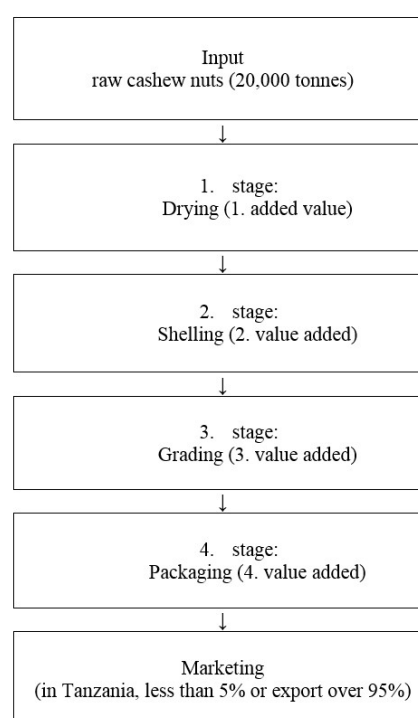 Input
raw cashew nuts (20,000 tonnes)
↓
1. stage:
Drying (1. added value)
↓
2. stage:
Shelling (2. value added)
↓
3. stage:
Grading (3. value added)
↓
4. stage:
Packaging (4. value added)
↓
Marketing
(in Tanzania, less than 5% or export over 95%)